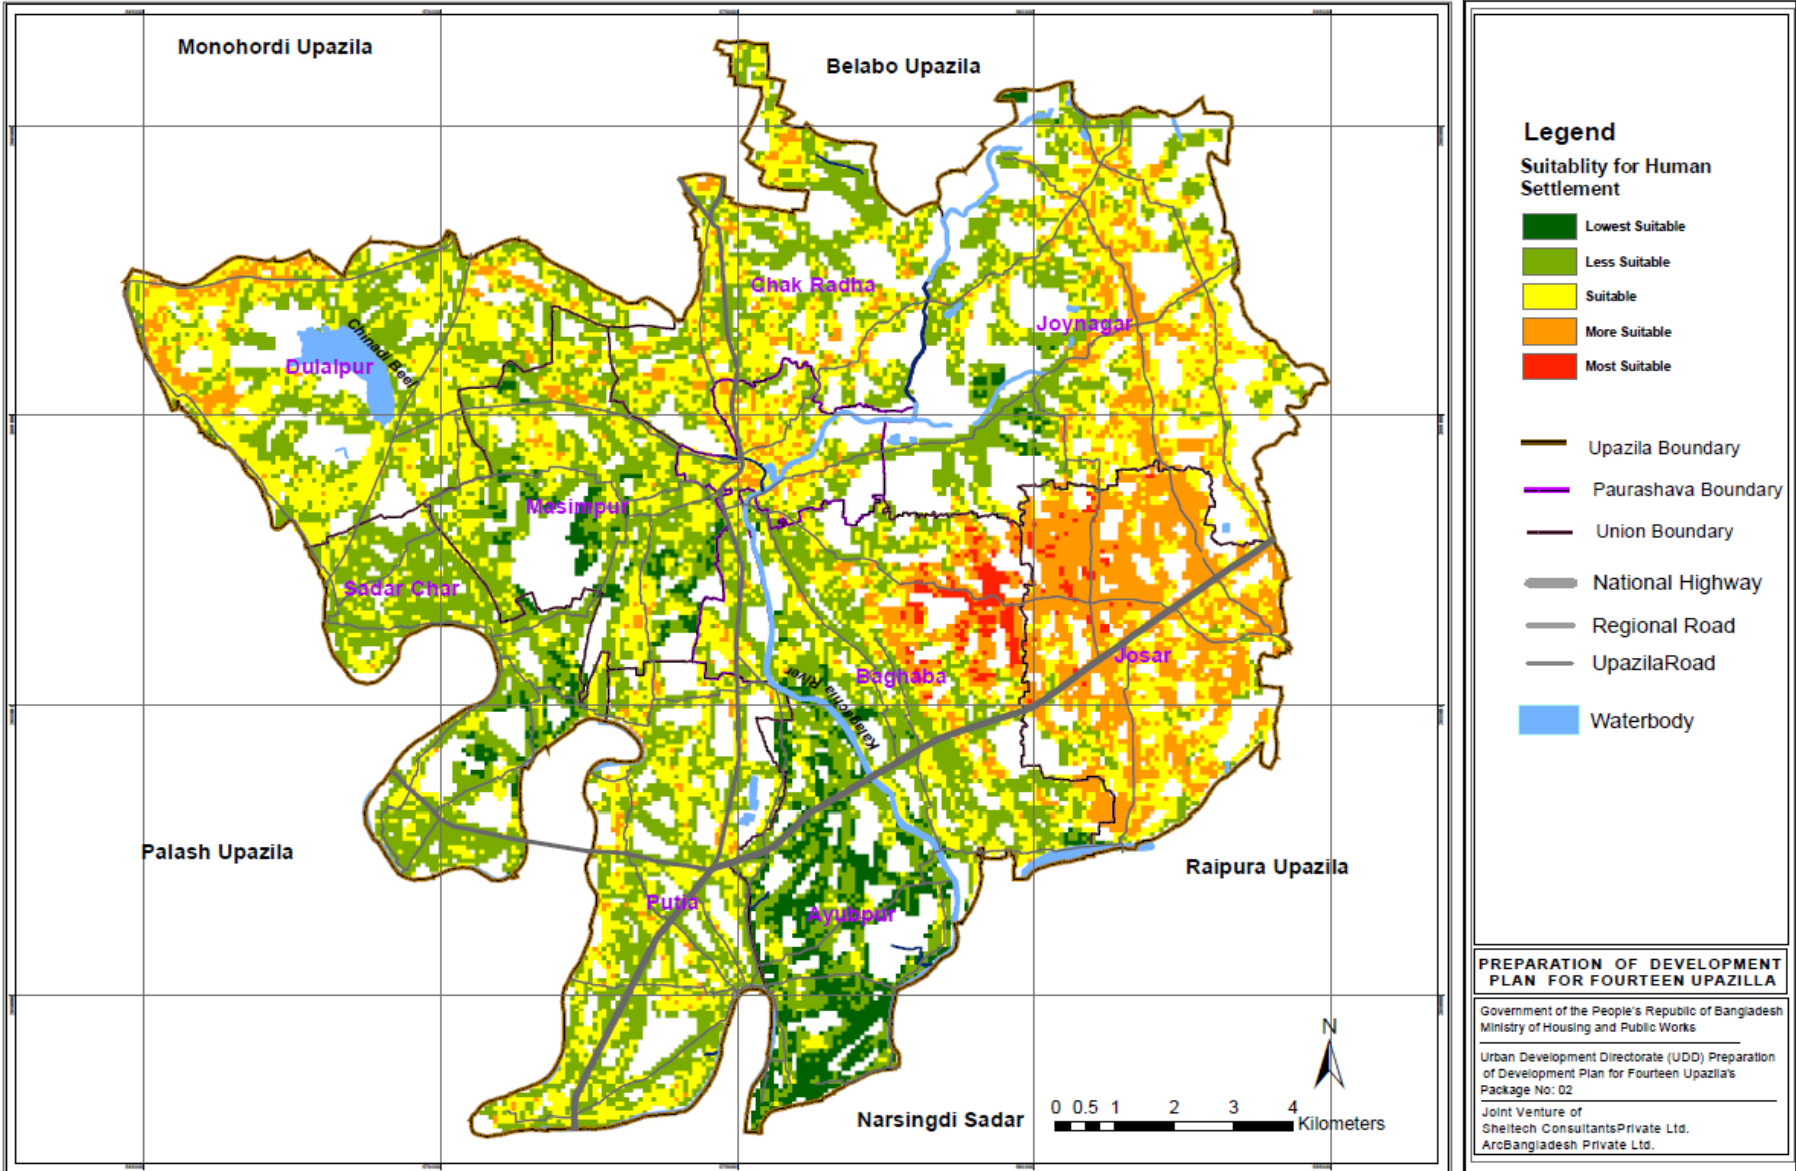 Monohordi Upazila
Belabo Upazila
Chak Radha
Joynagar
Chinadi Beel
Dulalpur
Masimpur
Sadar Char
Josar
Baghaba
Kalagachia River
Palash Upazila
Raipura Upazila
Putia
Ayubpur
Narsingdi Sadar
N
0 0.5 1 2 3 4
Kilometers
Legend
Suitablity for Human
Settlement
Lowest Suitable
Less Suitable
Suitable
More Suitable
Most Suitable
Upazila Boundary
Paurashava Boundary
Union Boundary
National Highway
Regional Road
UpazilaRoad
Waterbody
PREPARATION OF DEVELOPMENT
PLAN FOR FOURTEEN UPAZILLA
Government of the People's Republic of Bangladesh
Ministry of Housing and Public Works
Urban Development Directorate (UDD) Preparation
of Development Plan for Fourteen Upazila's
Package No: 02
Joint Venture of
Sheltech ConsultantsPrivate Ltd.
ArcBangladesh Private Ltd.